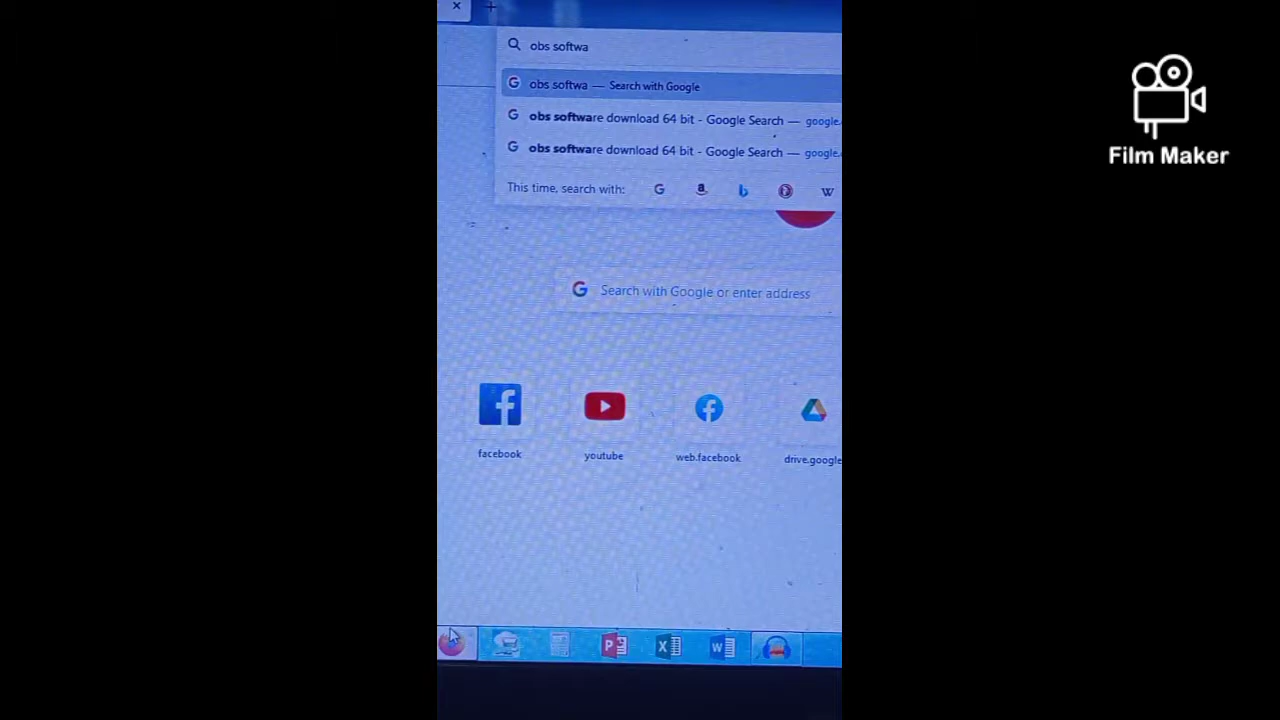 obs softwa
obs softwa — Search with Google
obs software download 64 bit - Google Search — google.
obs software download 64 bit - Google Search — google.
This time, search with:
Search with Google or enter address
facebook
youtube
web.facebook
drive.google
Film Maker